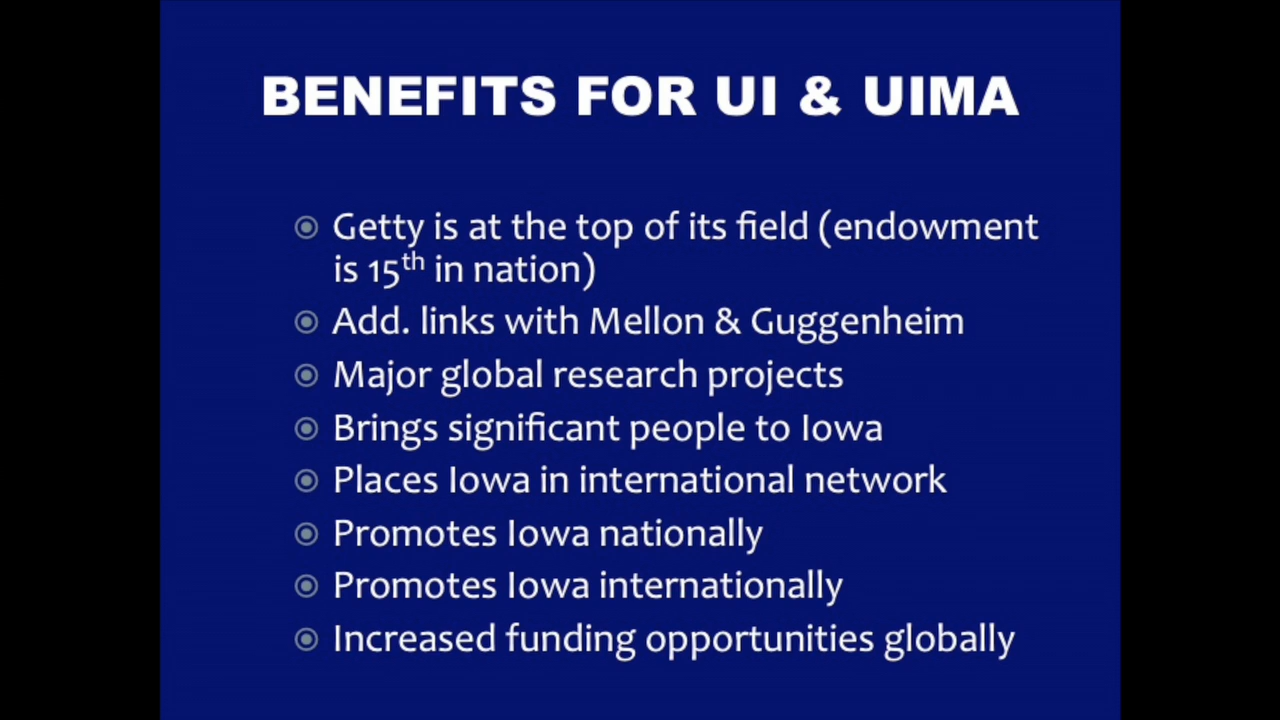 BENEFITS FOR UI & UIMA
Getty is at the top of its field (endowment
is 15th in nation)
Add. links with Mellon & Guggenheim
Major global research projects
Brings significant people to Iowa
Places Iowa in international network
Promotes Iowa nationally
Promotes Iowa internationally
Increased funding opportunities globally